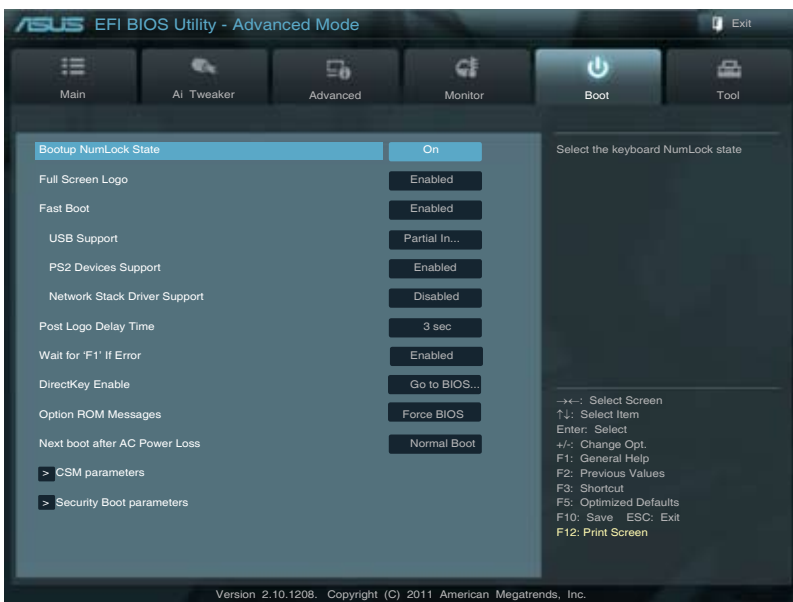 ASUS EFI BIOS Utility - Advanced Mode
Exit
Main
Ai Tweaker
Advanced
Monitor
Boot
Tool
Bootup NumLock State On
Full Screen Logo Enabled
Fast Boot Enabled
USB Support Partial In...
PS2 Devices Support Enabled
Network Stack Driver Support Disabled
Post Logo Delay Time 3 sec
Wait for ‘F1’ If Error Enabled
DirectKey Enable Go to BIOS...
Option ROM Messages Force BIOS
Next boot after AC Power Loss Normal Boot
> CSM parameters
> Security Boot parameters
Select the keyboard NumLock state
→←: Select Screen
↑↓: Select Item
Enter: Select
+/-: Change Opt.
F1: General Help
F2: Previous Values
F3: Shortcut
F5: Optimized Defaults
F10: Save ESC: Exit
F12: Print Screen
Version 2.10.1208. Copyright (C) 2011 American Megatrends, Inc.